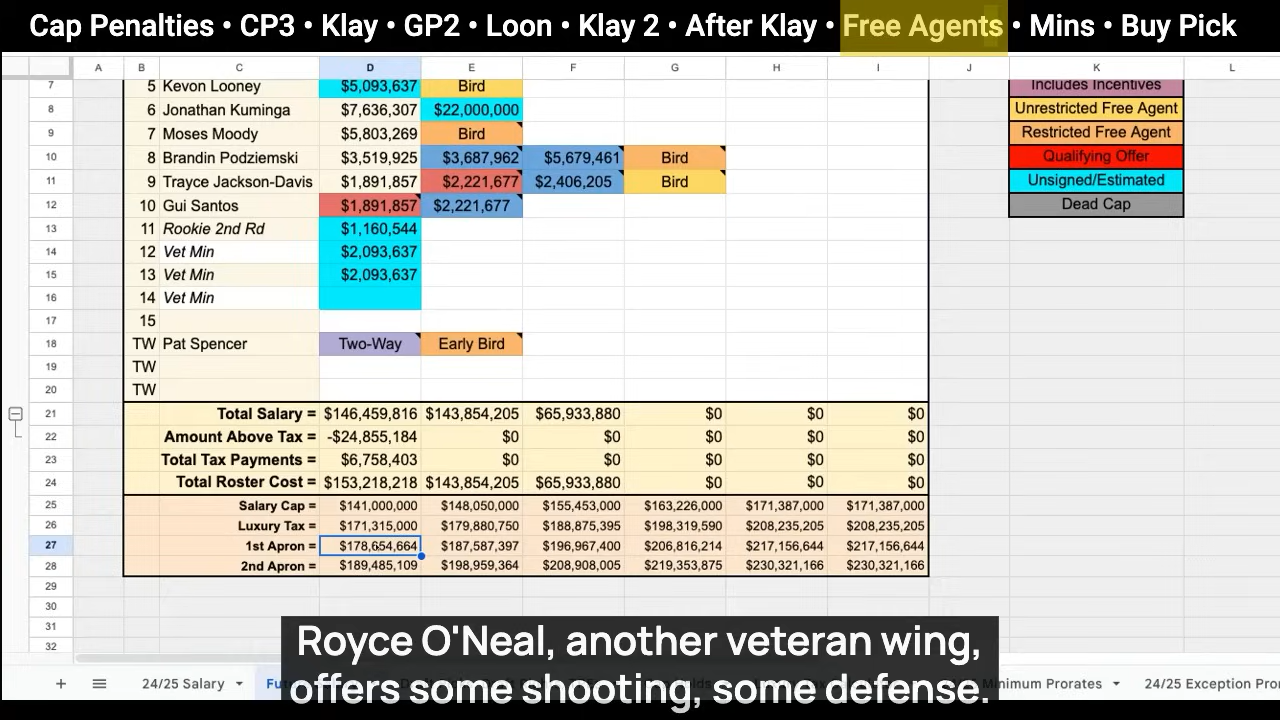 Cap Penalties • CP3 • Klay • GP2 • Loon • Klay 2 • After Klay • Free Agents • Mins • Buy Pick
A B C D E F G H I J K L
7 5 Kevon Looney $5,093,637 Bird Includes Incentives
8 6 Jonathan Kuminga $7,636,307 $22,000,000 Unrestricted Free Agent
9 7 Moses Moody $5,803,269 Bird Restricted Free Agent
10 8 Brandin Podziemski $3,519,925 $3,687,962 $5,679,461 Bird Qualifying Offer
11 9 Trayce Jackson-Davis $1,891,857 $2,221,677 $2,406,205 Bird Unsigned/Estimated
12 10 Gui Santos $1,891,857 $2,221,677 Dead Cap
13 11 Rookie 2nd Rd $1,160,544
14 12 Vet Min $2,093,637
15 13 Vet Min $2,093,637
16 14 Vet Min
17 15
18 TW Pat Spencer Two-Way Early Bird
19 TW
20 TW
21 Total Salary = $146,459,816 $143,854,205 $65,933,880 $0 $0 $0
22 Amount Above Tax = -$24,855,184 $0 $0 $0 $0 $0
23 Total Tax Payments = $6,758,403 $0 $0 $0 $0 $0
24 Total Roster Cost = $153,218,218 $143,854,205 $65,933,880 $0 $0 $0
25 Salary Cap = $141,000,000 $148,050,000 $155,453,000 $163,226,000 $171,387,000 $171,387,000
26 Luxury Tax = $171,315,000 $179,880,750 $188,875,395 $198,319,590 $208,235,205 $208,235,205
27 1st Apron = $178,654,664 $187,587,397 $196,967,400 $206,816,214 $217,156,644 $217,156,644
28 2nd Apron = $189,485,109 $198,959,364 $208,908,005 $219,353,875 $230,321,166 $230,321,166
29
30
31
32
Royce O'Neal, another veteran wing,
offers some shooting, some defense.
24/25 Salary Minimum Prorates 24/25 Exception